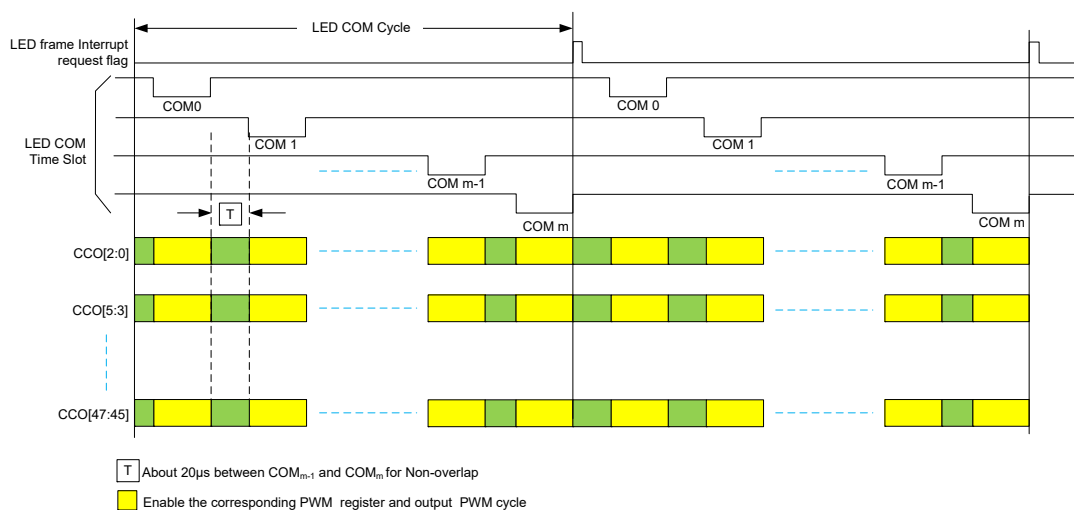 LED COM Cycle
LED frame Interrupt
request flag
COM0
COM 0
COM 1
COM 1
LED COM
Time Slot
COM m-1
COM m-1
T
COM m
COM m
CCO[2:0]
CCO[5:3]
CCO[47:45]
T About 20µs between COMm-1 and COMm for Non-overlap
Enable the corresponding PWM register and output PWM cycle